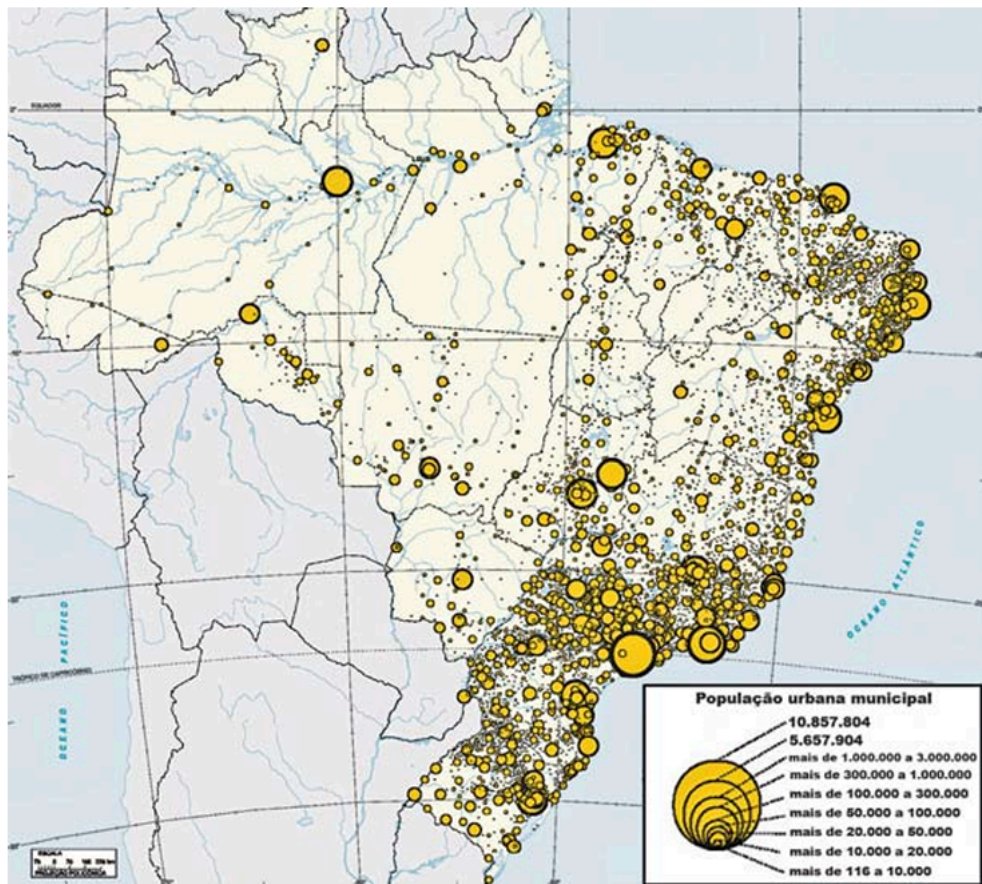 EQUADOR
0°
OCEANO ATLÂNTICO
OCEANO PACÍFICO
TRÓPICO DE CAPRICÓRNIO
População urbana municipal
10.857.804
5.657.904
mais de 1.000.000 a 3.000.000
mais de 300.000 a 1.000.000
mais de 100.000 a 300.000
mais de 50.000 a 100.000
mais de 20.000 a 50.000
mais de 10.000 a 20.000
mais de 116 a 10.000
ESCALA
PROJEÇÃO POLICÔNICA